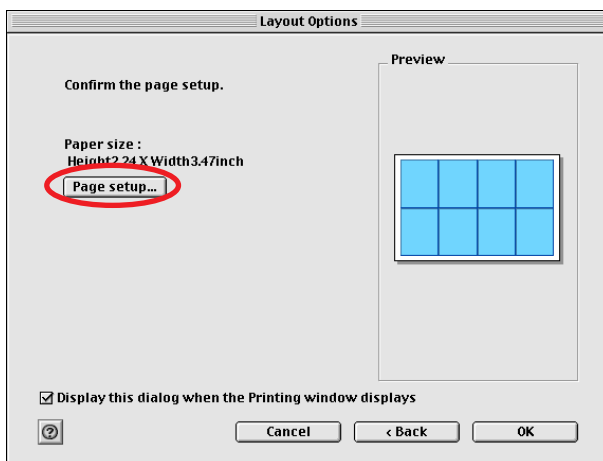 Layout Options
Confirm the page setup.
Preview
Paper size :
Height2.24 X Width3.47inch
Page setup...
Display this dialog when the Printing window displays
?
Cancel
< Back
OK